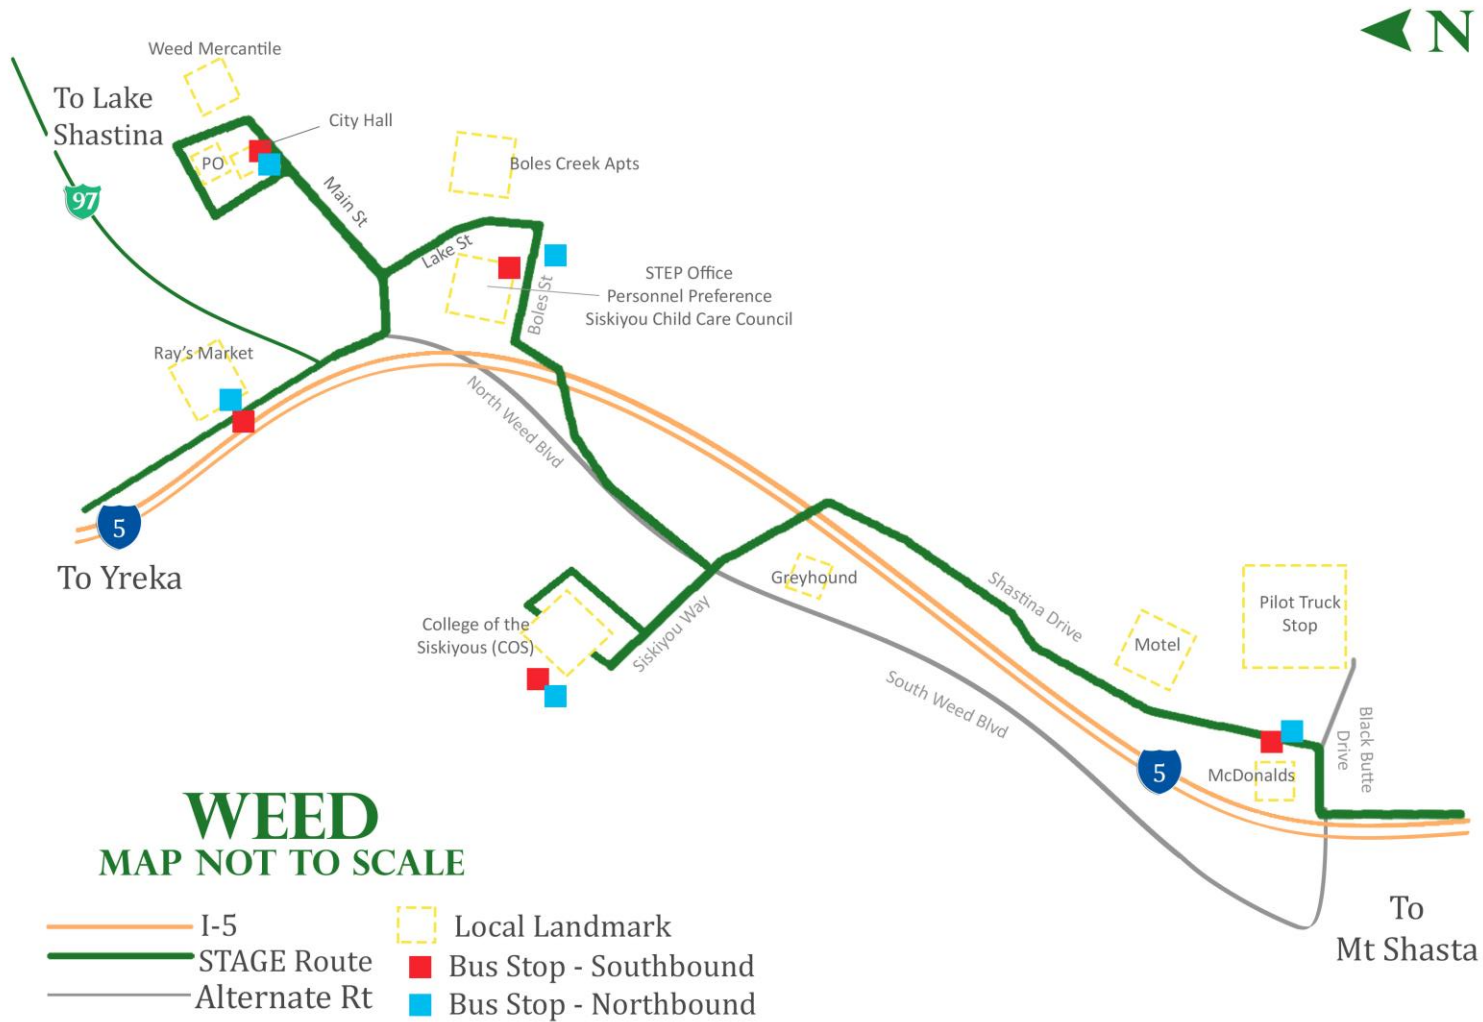 N
Weed Mercantile
To Lake
Shastina
City Hall
PO
Boles Creek Apts
97
Main St
Lake St
STEP Office
Personnel Preference
Siskiyou Child Care Council
Boles St
Ray's Market
North Weed Blvd
5
To Yreka
Greyhound
Shastina Drive
Pilot Truck
Stop
College of the
Siskiyous (COS)
Siskiyou Way
Motel
South Weed Blvd
Black Butte
Drive
5
McDonalds
WEED
MAP NOT TO SCALE
To
Mt Shasta
I-5
STAGE Route
Alternate Rt
Local Landmark
Bus Stop - Southbound
Bus Stop - Northbound